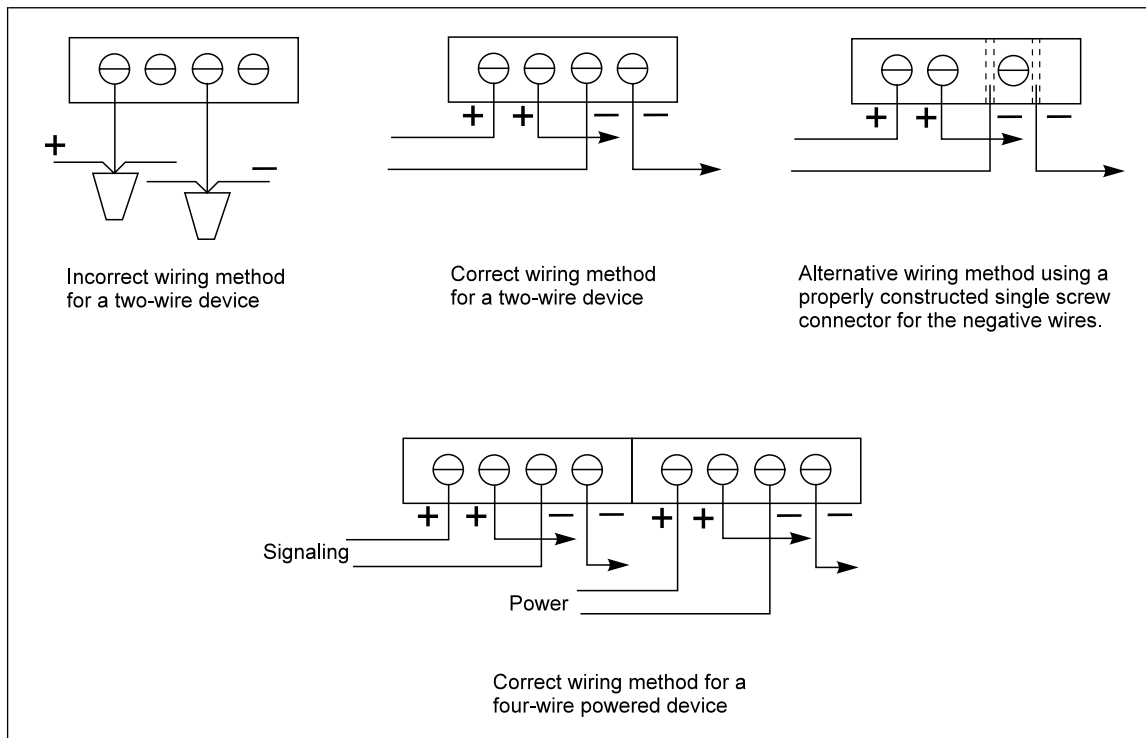 +
−
Incorrect wiring method
for a two-wire device
+ + − −
Correct wiring method
for a two-wire device
+ + − −
Alternative wiring method using a
properly constructed single screw
connector for the negative wires.
+ + − − + + − −
Signaling
Power
Correct wiring method for a
four-wire powered device